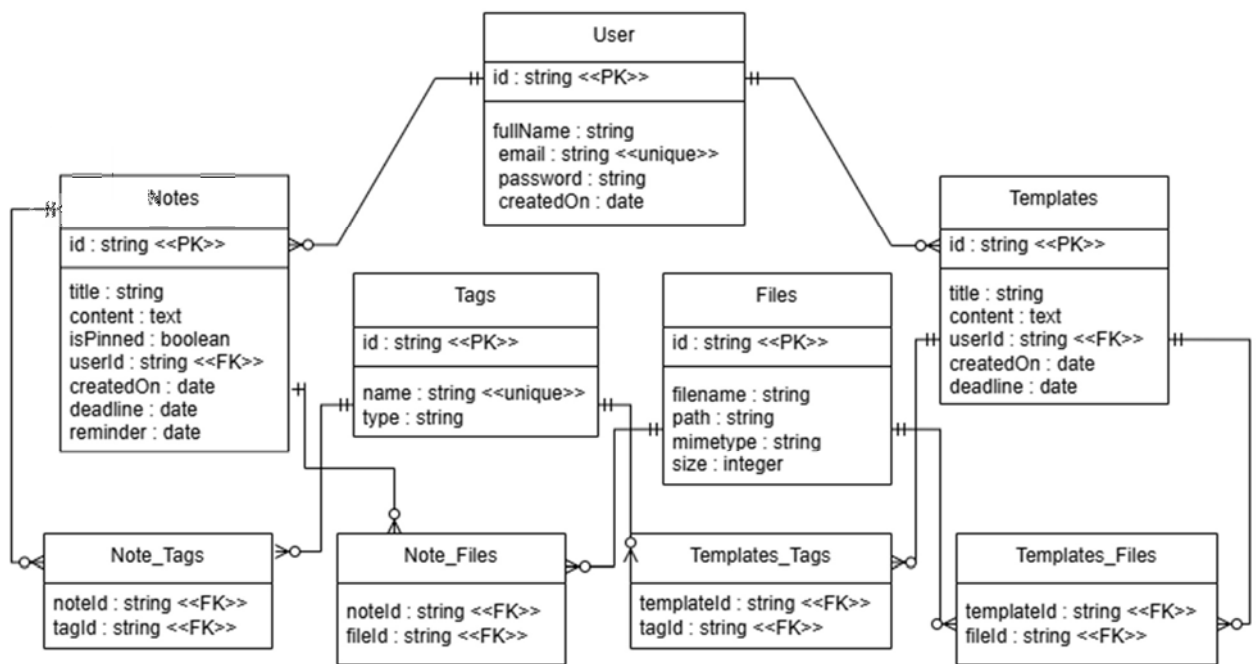 User
id : string <<PK>>
fullName : string
email : string <<unique>>
password : string
createdOn : date
Notes
id : string <<PK>>
title : string
content : text
isPinned : boolean
userId : string <<FK>>
createdOn : date
deadline : date
reminder : date
Tags
id : string <<PK>>
name : string <<unique>>
type : string
Files
id : string <<PK>>
filename : string
path : string
mimetype : string
size : integer
Templates
id : string <<PK>>
title : string
content : text
userId : string <<FK>>
createdOn : date
deadline : date
Note_Tags
noteId : string <<FK>>
tagId : string <<FK>>
Note_Files
noteId : string <<FK>>
fileId : string <<FK>>
Templates_Tags
templateId : string <<FK>>
tagId : string <<FK>>
Templates_Files
templateId : string <<FK>>
fileId : string <<FK>>